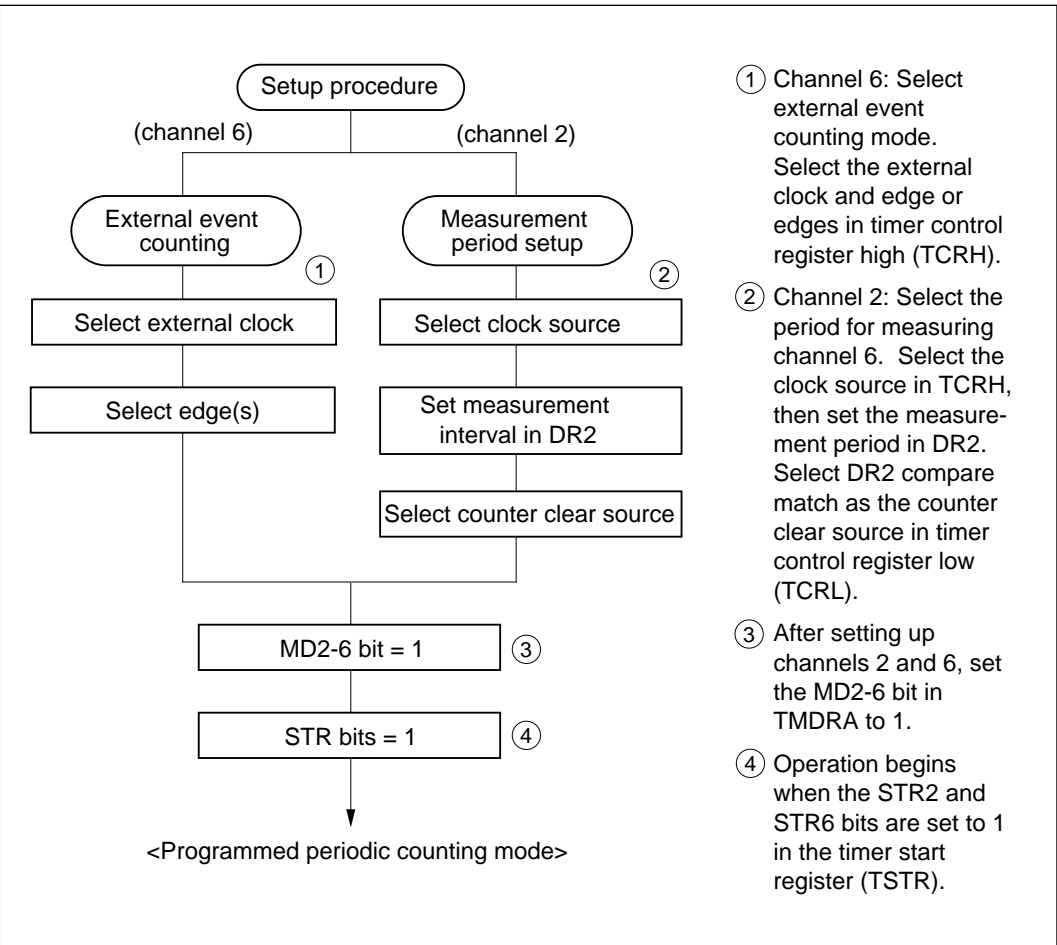 Setup procedure
(channel 6)
(channel 2)
External event
counting
Measurement
period setup
1
2
Select external clock
Select clock source
Select edge(s)
Set measurement
interval in DR2
Select counter clear source
MD2-6 bit = 1
3
STR bits = 1
4
<Programmed periodic counting mode>
1 Channel 6: Select
external event
counting mode.
Select the external
clock and edge or
edges in timer control
register high (TCRH).
2 Channel 2: Select the
period for measuring
channel 6. Select the
clock source in TCRH,
then set the measure-
ment period in DR2.
Select DR2 compare
match as the counter
clear source in timer
control register low
(TCRL).
3 After setting up
channels 2 and 6, set
the MD2-6 bit in
TMDRA to 1.
4 Operation begins
when the STR2 and
STR6 bits are set to 1
in the timer start
register (TSTR).